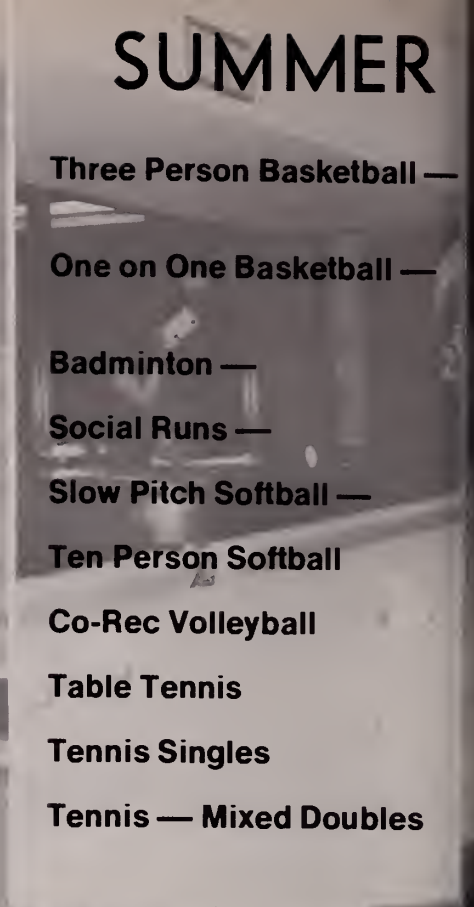 SUMMER
Three Person Basketball —
One on One Basketball —
Badminton —
Social Runs —
Slow Pitch Softball —
Ten Person Softball
Co-Rec Volleyball
Table Tennis
Tennis Singles
Tennis — Mixed Doubles